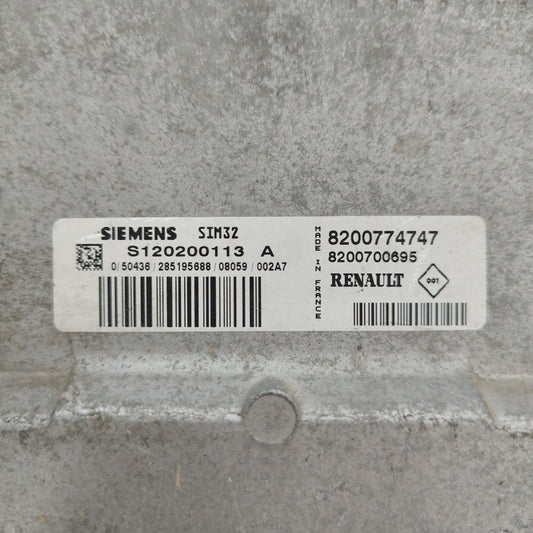 SIEMENS SIM32
S120200113 A
0/50436/285195688/08059/002A7
MADE IN FRANCE
8200774747
8200700695
RENAULT 001